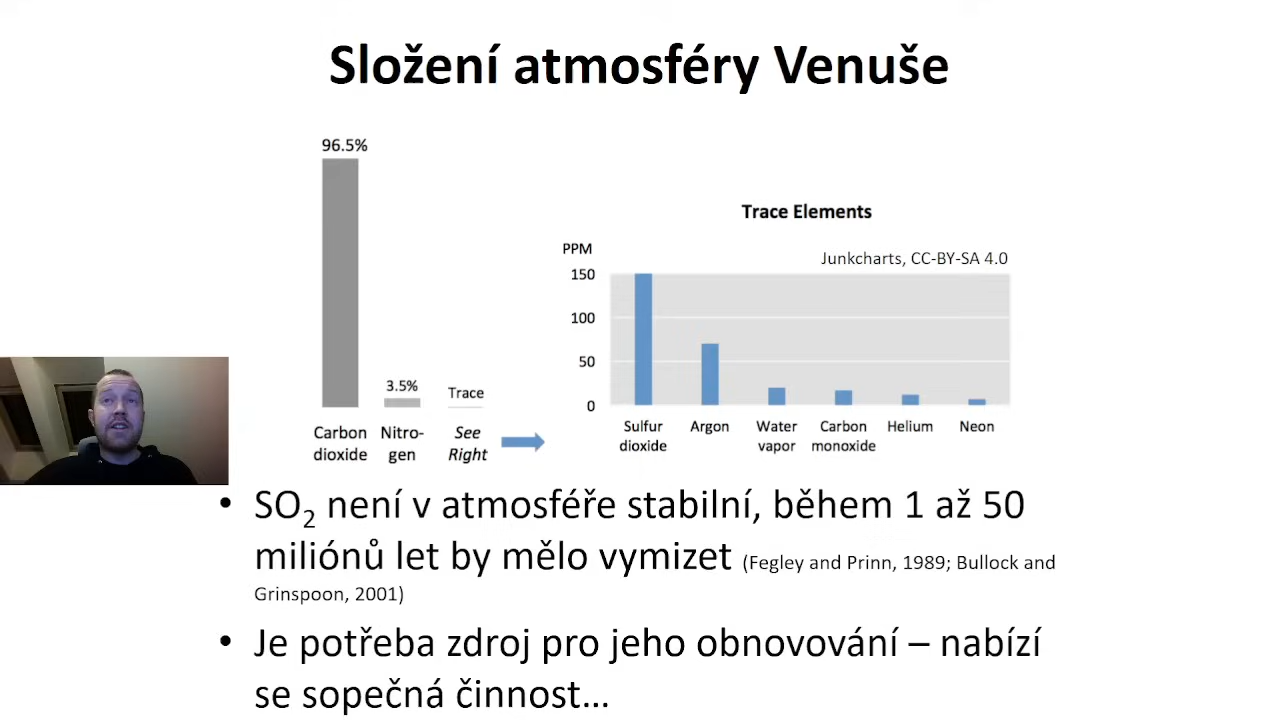 Složení atmosféry Venuše
96.5%
3.5%
Trace
Carbon
dioxide
Nitro-
gen
See
Right
Trace Elements
PPM
Junkcharts, CC-BY-SA 4.0
150
100
50
0
Sulfur
dioxide
Argon
Water
vapor
Carbon
monoxide
Helium
Neon
• SO₂ není v atmosféře stabilní, během 1 až 50
miliónů let by mělo vymizet (Fegley and Prinn, 1989; Bullock and
Grinspoon, 2001)
• Je potřeba zdroj pro jeho obnovování – nabízí
se sopečná činnost…